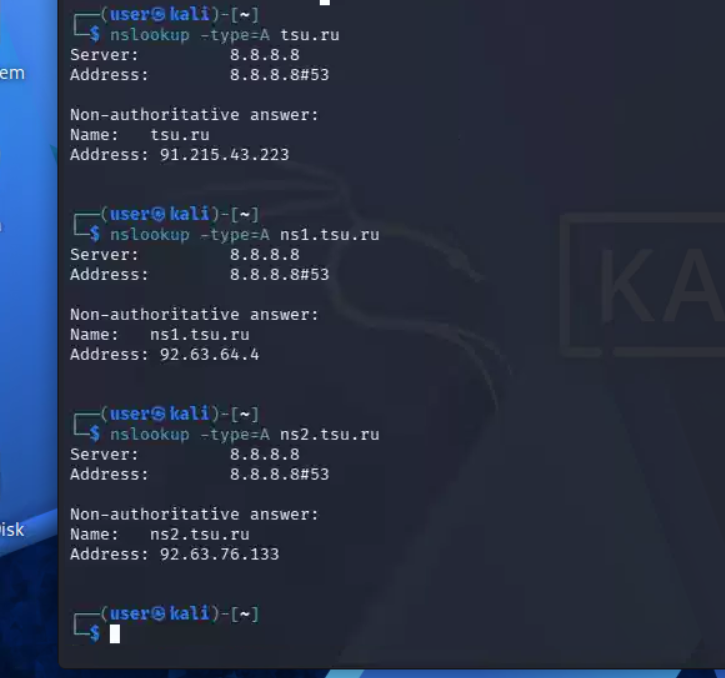 em
isk
┌──(user㉿kali)-[~]
└─$ nslookup -type=A tsu.ru
Server:         8.8.8.8
Address:        8.8.8.8#53
Non-authoritative answer:
Name:   tsu.ru
Address: 91.215.43.223
┌──(user㉿kali)-[~]
└─$ nslookup -type=A ns1.tsu.ru
Server:         8.8.8.8
Address:        8.8.8.8#53
Non-authoritative answer:
Name:   ns1.tsu.ru
Address: 92.63.64.4
┌──(user㉿kali)-[~]
└─$ nslookup -type=A ns2.tsu.ru
Server:         8.8.8.8
Address:        8.8.8.8#53
Non-authoritative answer:
Name:   ns2.tsu.ru
Address: 92.63.76.133
┌──(user㉿kali)-[~]
└─$
KA